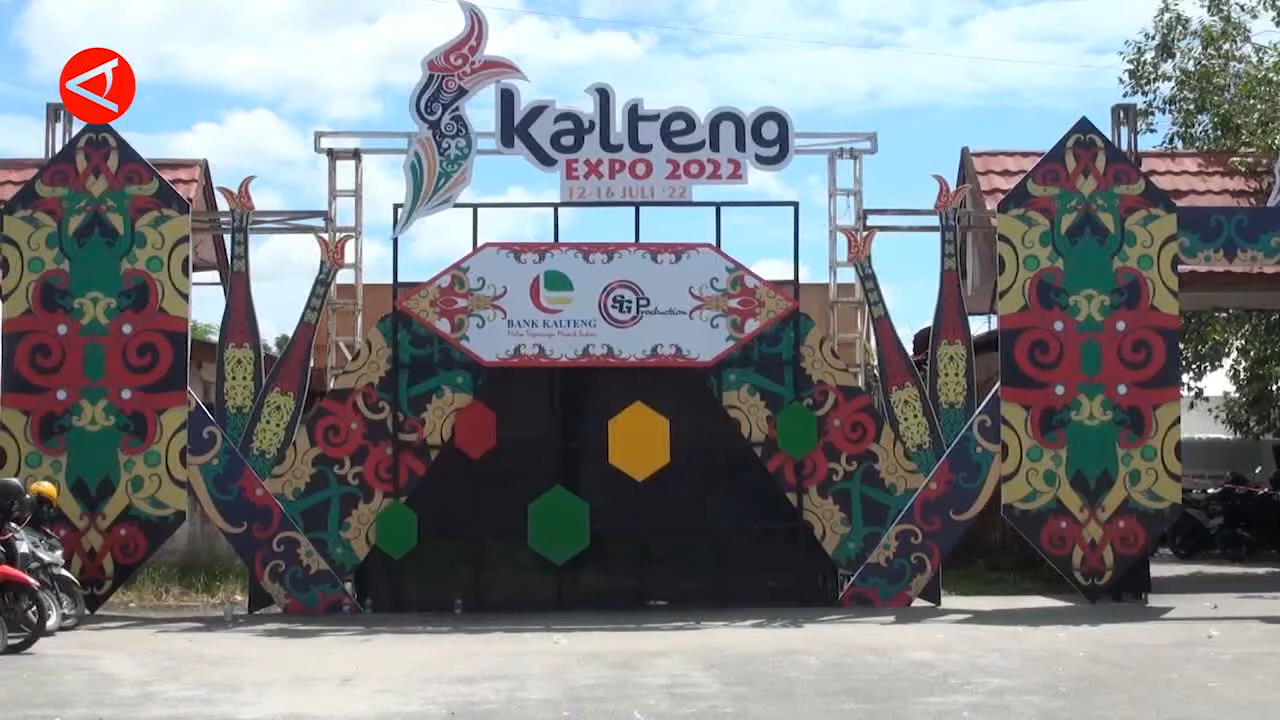 kalteng
EXPO 2022
12-16 JULI '22
BANK KALTENG
SGProduction